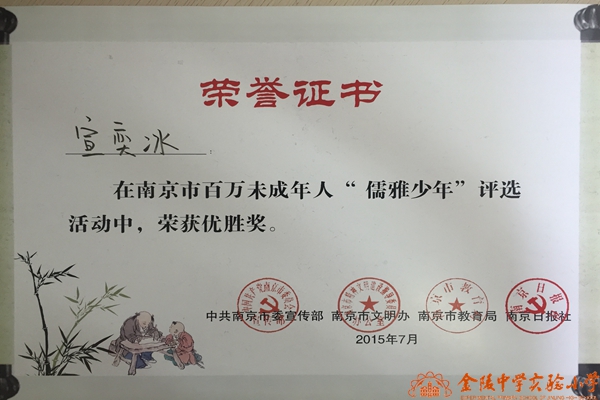 荣誉证书
宣奕冰
在南京市百万未成年人“儒雅少年”评选
活动中，荣获优胜奖。
中共南京市委宣传部 南京市文明办 南京市教育局 南京日报社
2015年7月
金陵中学实验小学